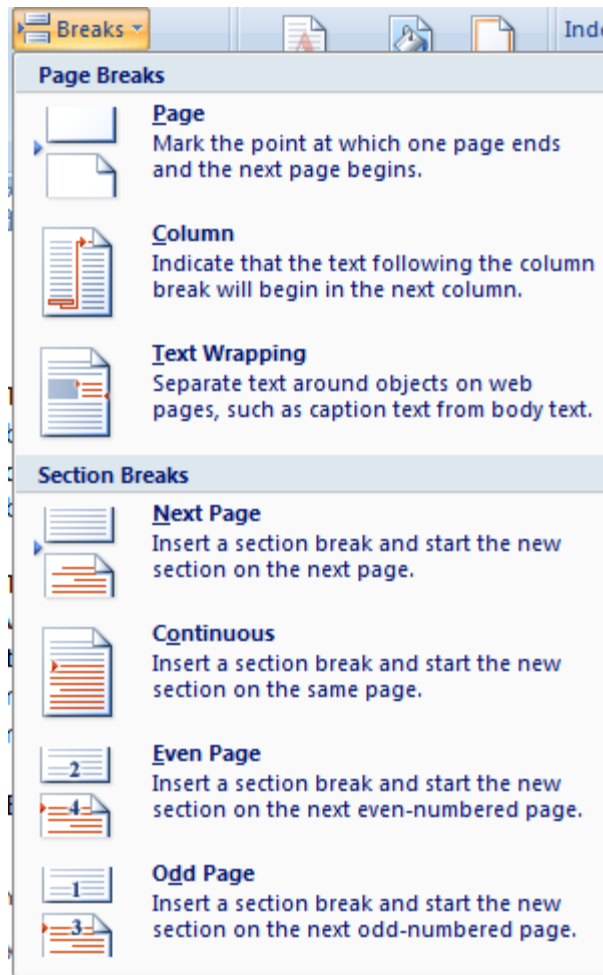 Breaks
Inde
Page Breaks
Page
Mark the point at which one page ends
and the next page begins.
Column
Indicate that the text following the column
break will begin in the next column.
Text Wrapping
Separate text around objects on web
pages, such as caption text from body text.
Section Breaks
Next Page
Insert a section break and start the new
section on the next page.
Continuous
Insert a section break and start the new
section on the same page.
2
Even Page
Insert a section break and start the new
4
section on the next even-numbered page.
1
Odd Page
Insert a section break and start the new
3
section on the next odd-numbered page.